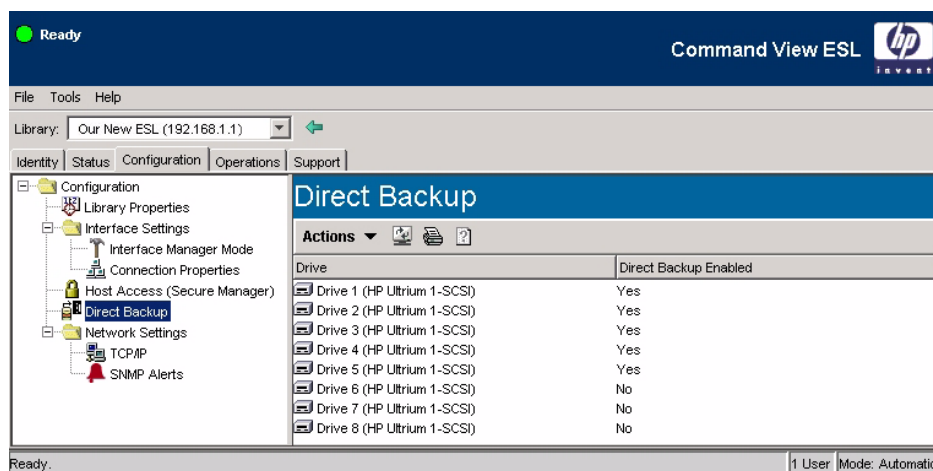 Ready
Command View ESL
hp
invent
File Tools Help
Library: Our New ESL (192.168.1.1)
Identity Status Configuration Operations Support
Configuration
Library Properties
Interface Settings
Interface Manager Mode
Connection Properties
Host Access (Secure Manager)
Direct Backup
Network Settings
TCP/IP
SNMP Alerts
Direct Backup
Actions
Drive Direct Backup Enabled
Drive 1 (HP Ultrium 1-SCSI) Yes
Drive 2 (HP Ultrium 1-SCSI) Yes
Drive 3 (HP Ultrium 1-SCSI) Yes
Drive 4 (HP Ultrium 1-SCSI) Yes
Drive 5 (HP Ultrium 1-SCSI) Yes
Drive 6 (HP Ultrium 1-SCSI) No
Drive 7 (HP Ultrium 1-SCSI) No
Drive 8 (HP Ultrium 1-SCSI) No
Ready. 1 User Mode: Automatic